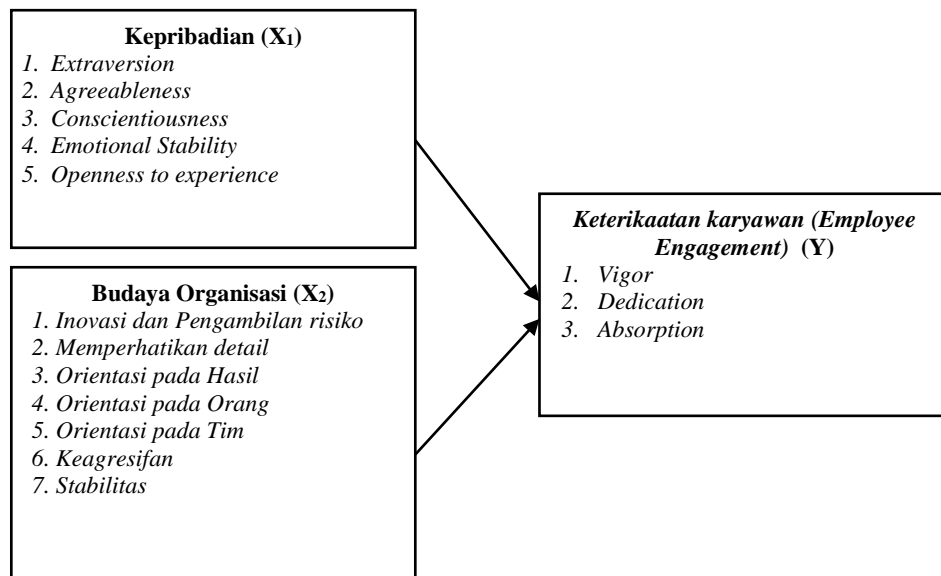 Kepribadian (X₁)
1. Extraversion
2. Agreeableness
3. Conscientiousness
4. Emotional Stability
5. Openness to experience
Budaya Organisasi (X₂)
1. Inovasi dan Pengambilan risiko
2. Memperhatikan detail
3. Orientasi pada Hasil
4. Orientasi pada Orang
5. Orientasi pada Tim
6. Keagresifan
7. Stabilitas
Keterikaatan karyawan (Employee
Engagement) (Y)
1. Vigor
2. Dedication
3. Absorption